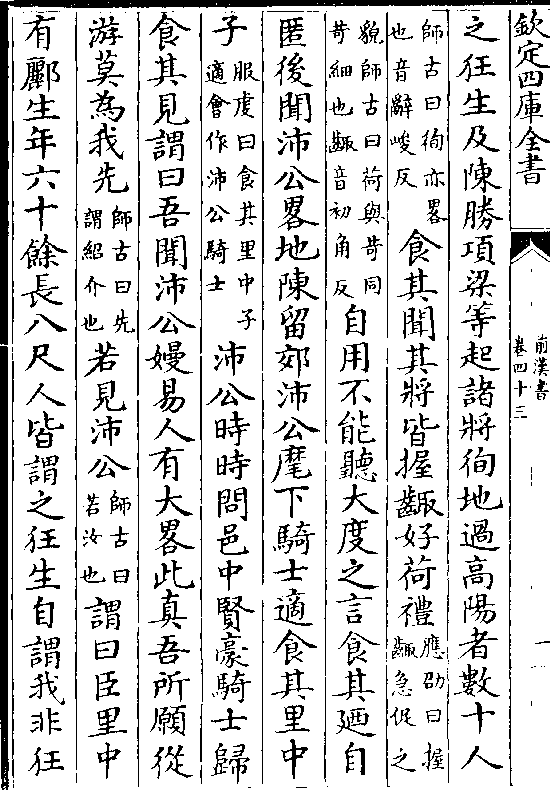 欽定四庫全書
前漢書
卷四十三
一
之狂生及陳勝項梁等起諸將徇地過高陽者數十人
師古曰徇亦畧也音辭峻反食其聞其將皆握齱好荷禮應劭曰握齱急促之
貌師古曰荷與苛同苛細也齱音初角反自用不能聽大度之言食其廼自
匿後聞沛公畧地陳留郊沛公麾下騎士適食其里中
子服虔曰食其里中子適會作沛公騎士沛公時時問邑中賢豪騎士歸
食其見謂曰吾聞沛公嫚易人有大畧此真吾所願從
游莫為我先師古曰先謂紹介也若見沛公師古曰若汝也謂曰臣里中
有酈生年六十餘長八尺人皆謂之狂生自謂我非狂